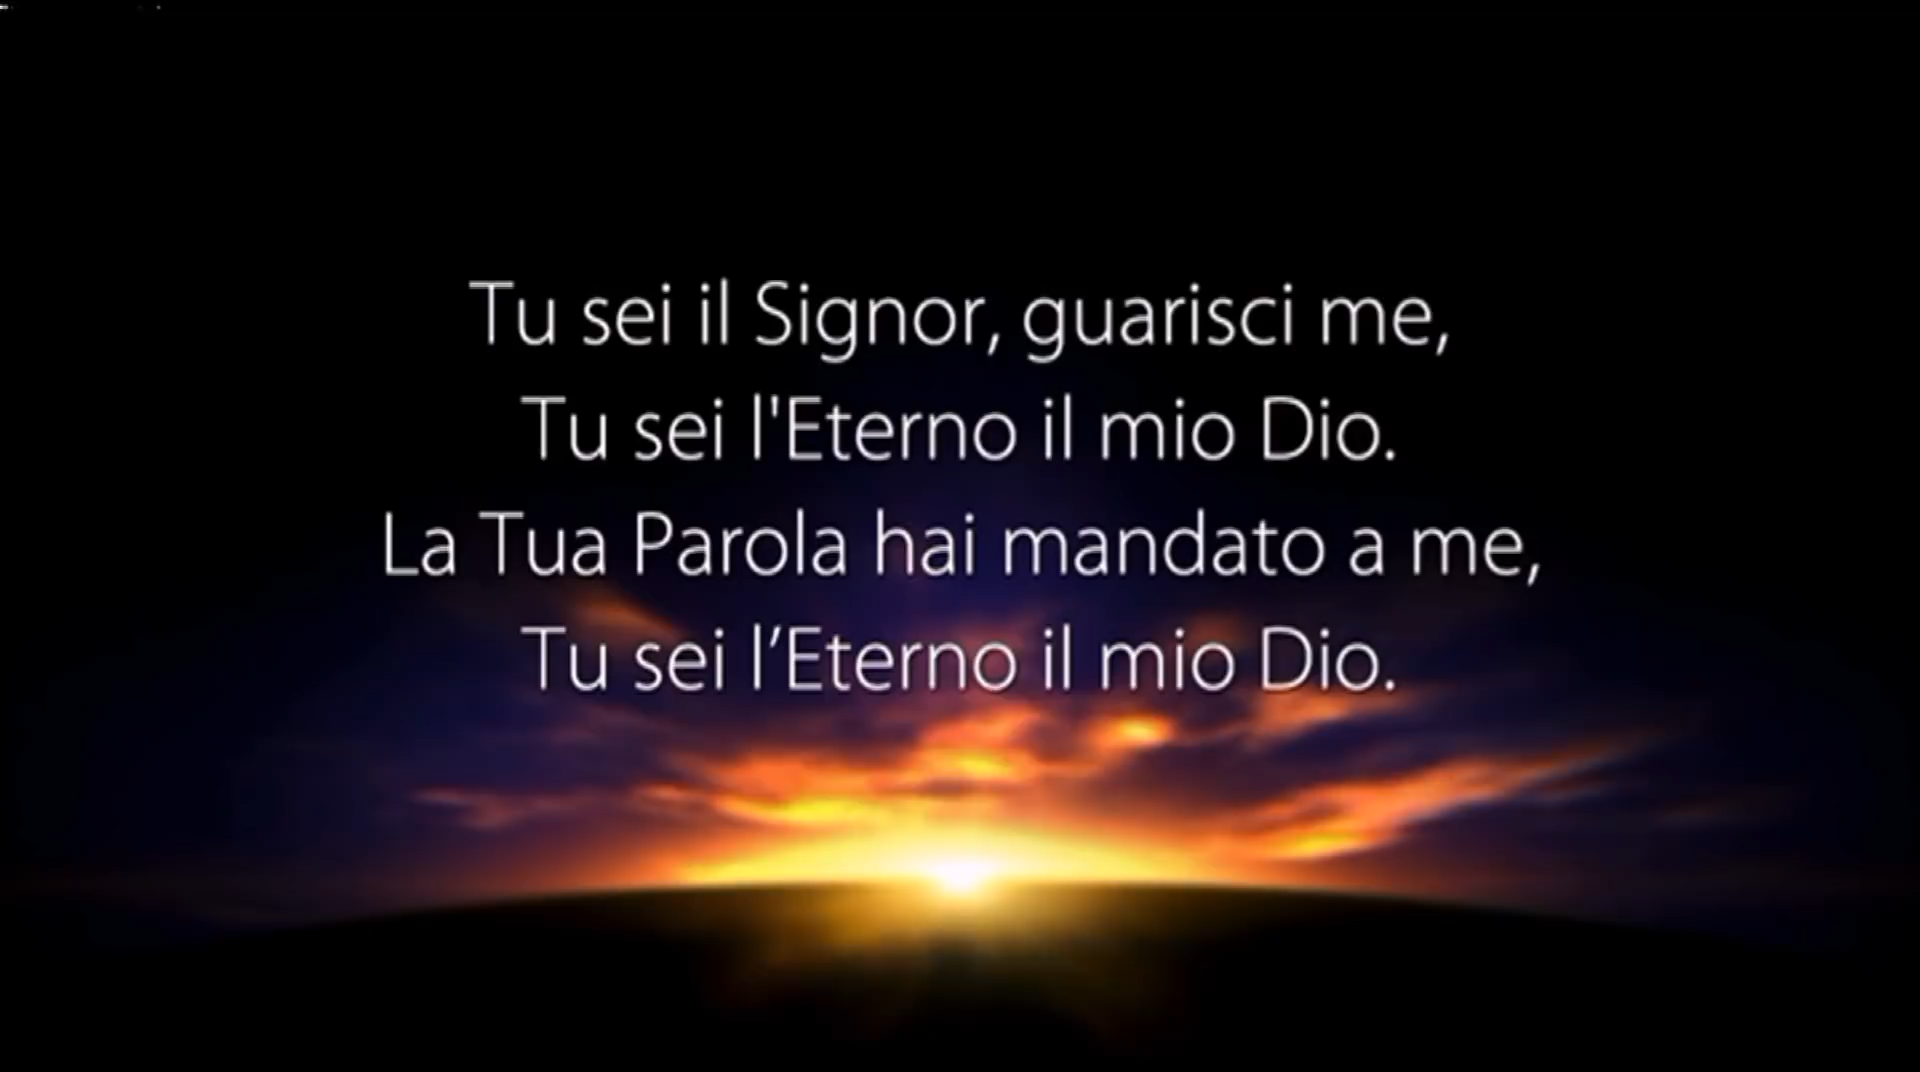 Tu sei il Signor, guarisci me,
Tu sei l'Eterno il mio Dio.
La Tua Parola hai mandato a me,
Tu sei l’Eterno il mio Dio.